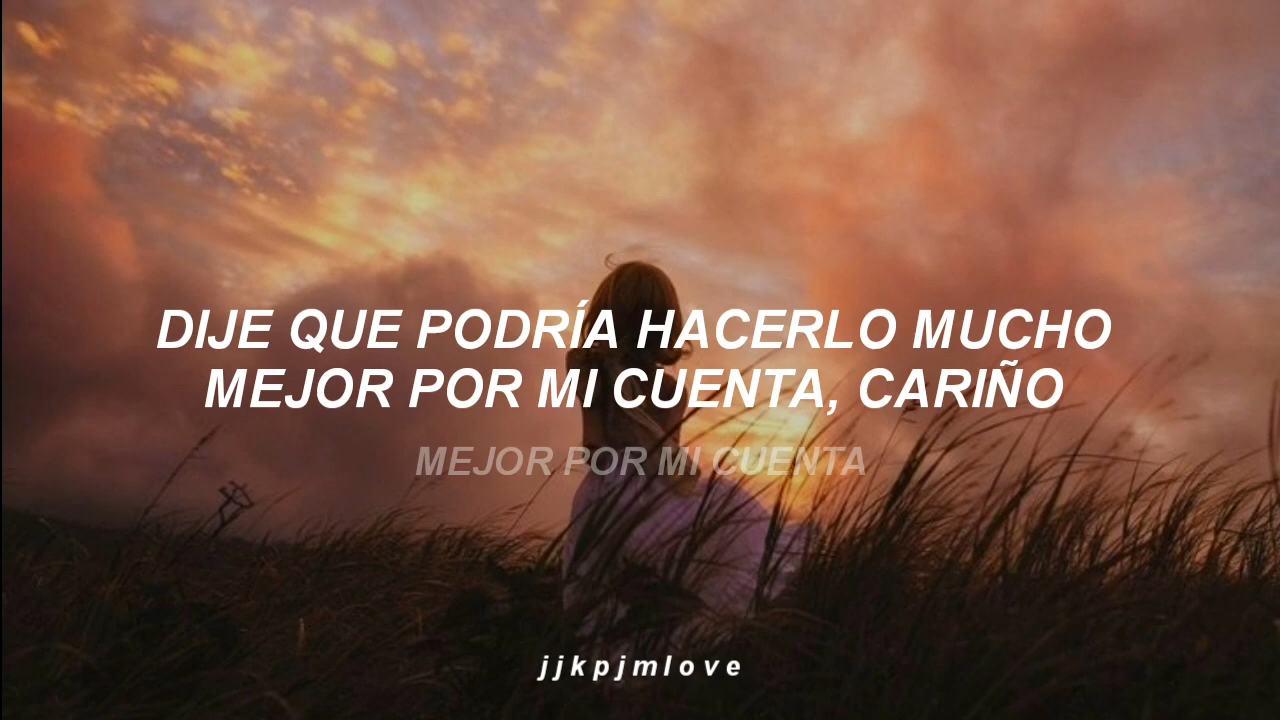 DIJE QUE PODRÍA HACERLO MUCHO
MEJOR POR MI CUENTA, CARIÑO
MEJOR POR MI CUENTA
jjkpjmlove